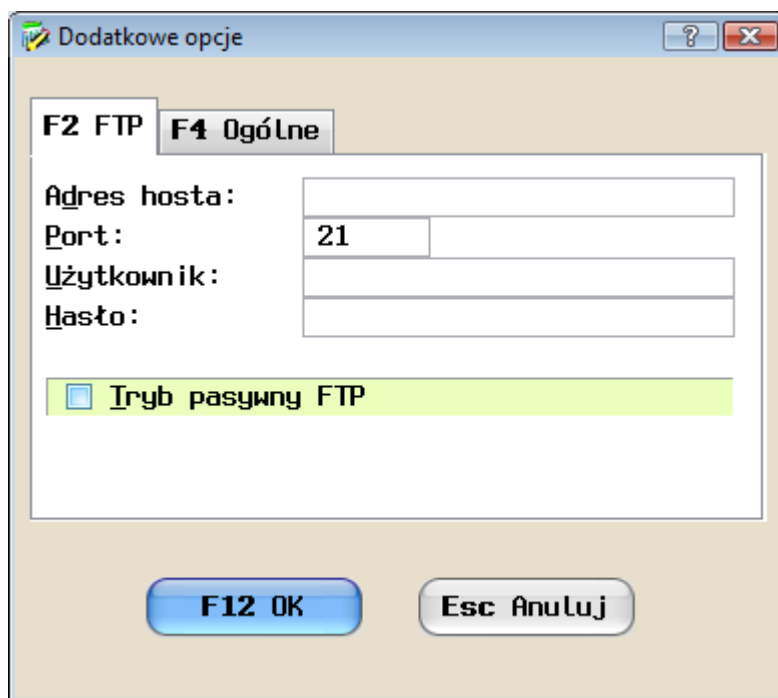 Dodatkowe opcje
F2 FTP F4 Ogólne
Adres hosta:
Port: 21
Użytkownik:
Hasło:
Tryb pasywny FTP
F12 OK Esc Anuluj